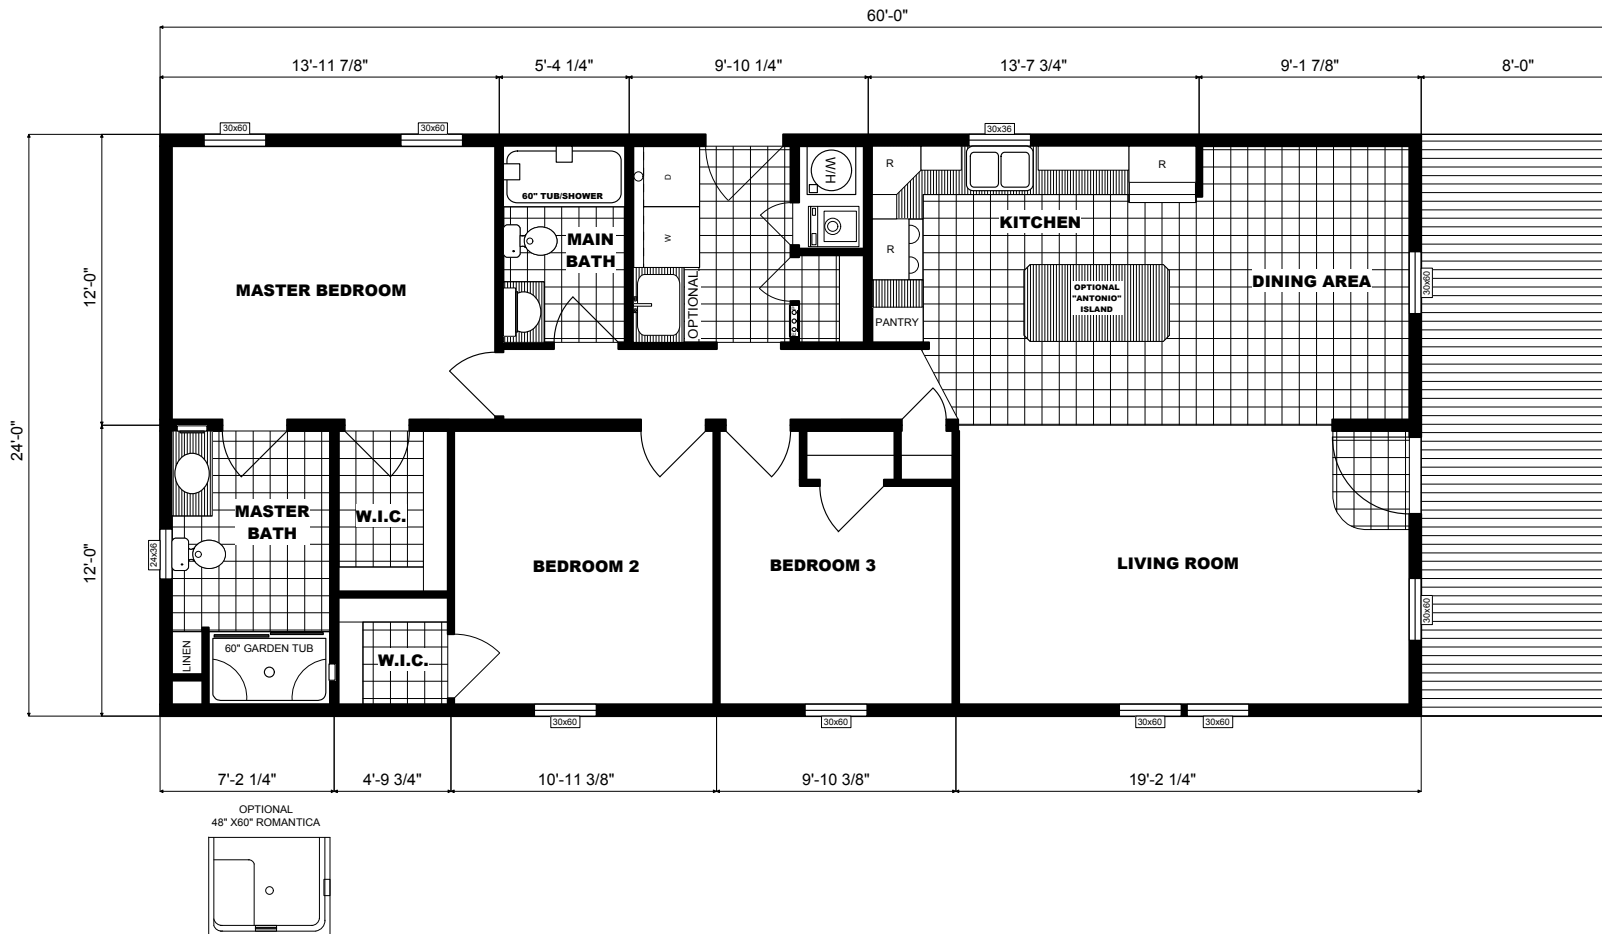 60'-0"
13'-11 7/8" 5'-4 1/4" 9'-10 1/4" 13'-7 3/4" 9'-1 7/8" 8'-0"
30x60 30x60 30x36
W/H
R R
D
60" TUB/SHOWER
KITCHEN
W
MAIN
BATH
R
12'-0"
MASTER BEDROOM
OPTIONAL
DINING AREA
30x60
OPTIONAL
"ANTONIO"
ISLAND
PANTRY
24'-0"
MASTER
BATH
W.I.C.
24x36
12'-0"
BEDROOM 2
BEDROOM 3
LIVING ROOM
30x60
LINEN
60" GARDEN TUB
W.I.C.
30x60 30x60 30x60 30x60
7'-2 1/4" 4'-9 3/4" 10'-11 3/8" 9'-10 3/8" 19'-2 1/4"
OPTIONAL
48" X60" ROMANTICA